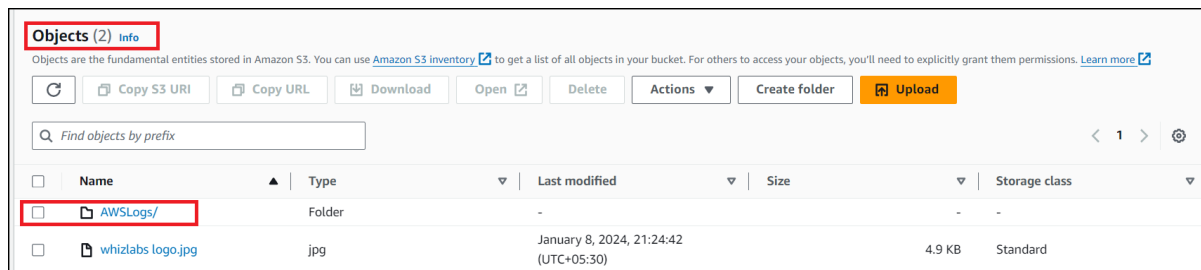 Objects (2) Info
Objects are the fundamental entities stored in Amazon S3. You can use Amazon S3 inventory to get a list of all objects in your bucket. For others to access your objects, you'll need to explicitly grant them permissions. Learn more
Copy S3 URI Copy URL Download Open Delete Actions Create folder Upload
Find objects by prefix 1
Name Type Last modified Size Storage class
AWSLogs/ Folder - - -
whizlabs logo.jpg jpg January 8, 2024, 21:24:42 (UTC+05:30) 4.9 KB Standard